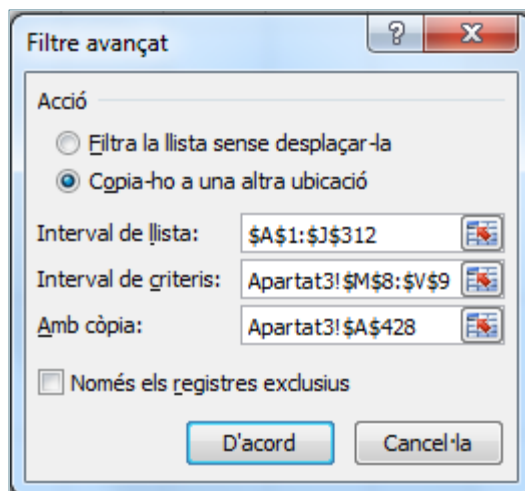 Filtre avançat
Acció
Filtra la llista sense desplaçar-la
Copia-ho a una altra ubicació
Interval de llista: $A$1:$J$312
Interval de criteris: Apartat3!$M$8:$V$9
Amb còpia: Apartat3!$A$428
Només els registres exclusius
D'acord Cancel·la